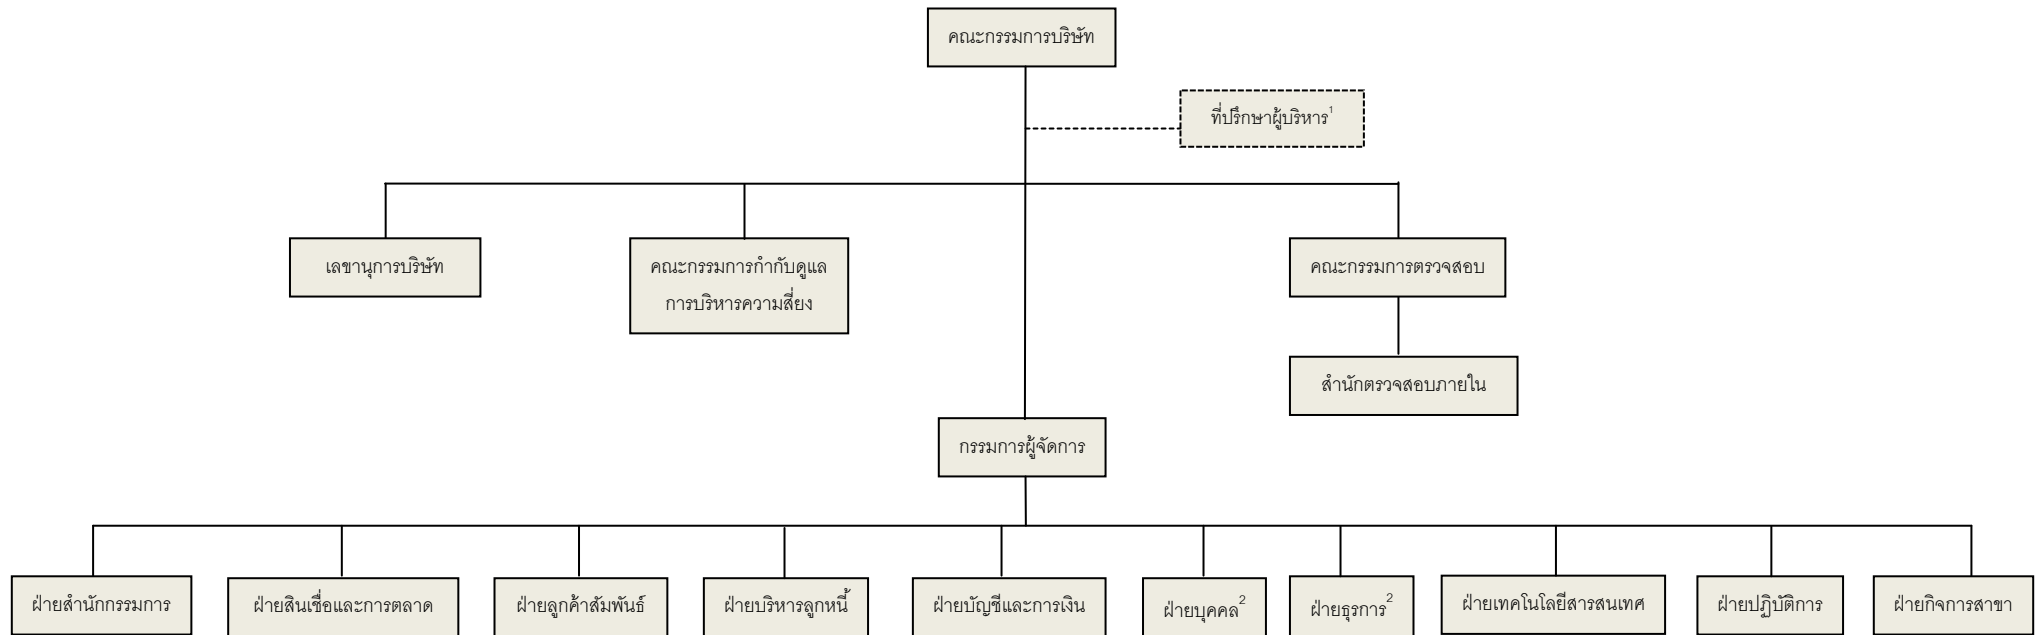 คณะกรรมการบริษัท
ที่ปรึกษาผู้บริหาร¹
เลขานุการบริษัท
คณะกรรมการกำกับดูแล
การบริหารความสี่ยง
คณะกรรมการตรวจสอบ
สำนักตรวจสอบภายใน
กรรมการผู้จัดการ
ฝ่ายสำนักกรรมการ
ฝ่ายสินเชื่อและการตลาด
ฝ่ายลูกค้าสัมพันธ์
ฝ่ายบริหารลูกหนี้
ฝ่ายบัญชีและการเงิน
ฝ่ายบุคคล²
ฝ่ายธุรการ²
ฝ่ายเทคโนโลยีสารสนเทศ
ฝ่ายปฏิบัติการ
ฝ่ายกิจการสาขา